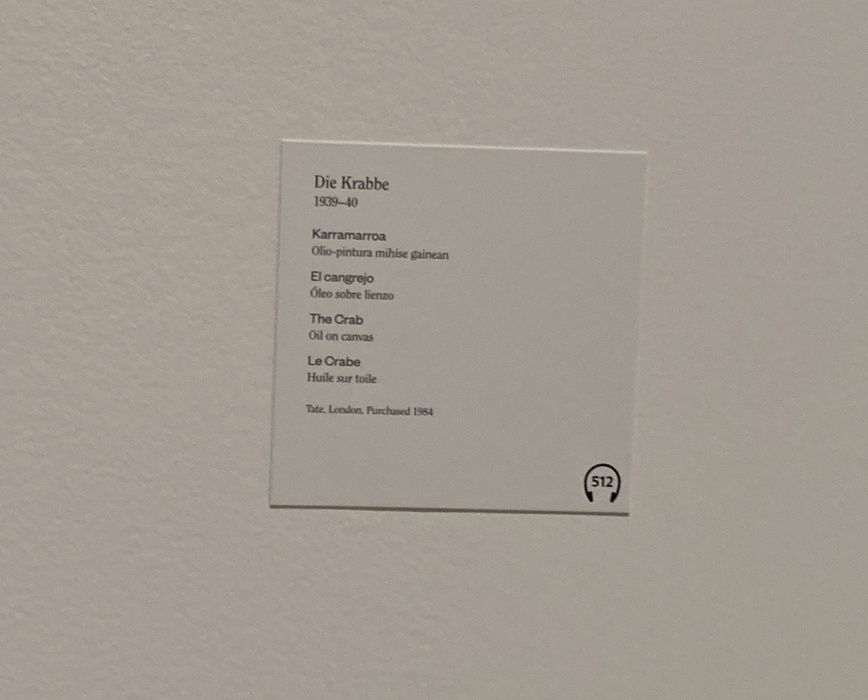 Die Krabbe
1939–40
Karramarroa
Olio-pintura mihise gainean
El cangrejo
Óleo sobre lienzo
The Crab
Oil on canvas
Le Crabe
Huile sur toile
Tate, London. Purchased 1984
512